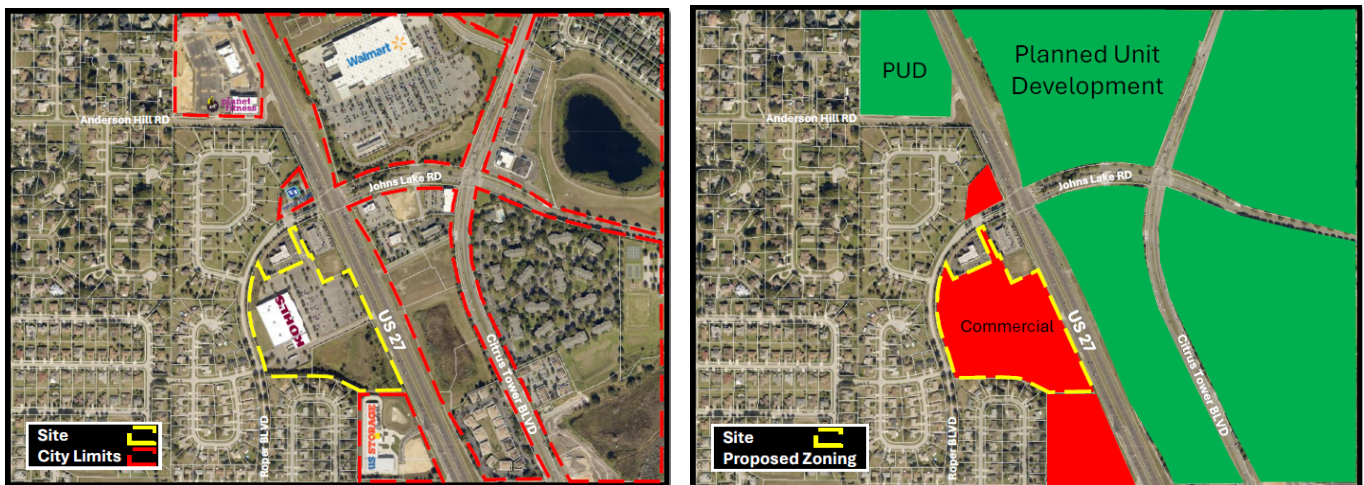 Walmart
planet
fitness
Anderson Hill RD
Johns Lake RD
KOHL'S
US 27
Citrus Tower BLVD
Roper BLVD
US STORAGE
Site
City Limits
PUD
Planned Unit
Development
Anderson Hill RD
Johns Lake RD
Commercial
US 27
Citrus Tower BLVD
Roper BLVD
Site
Proposed Zoning